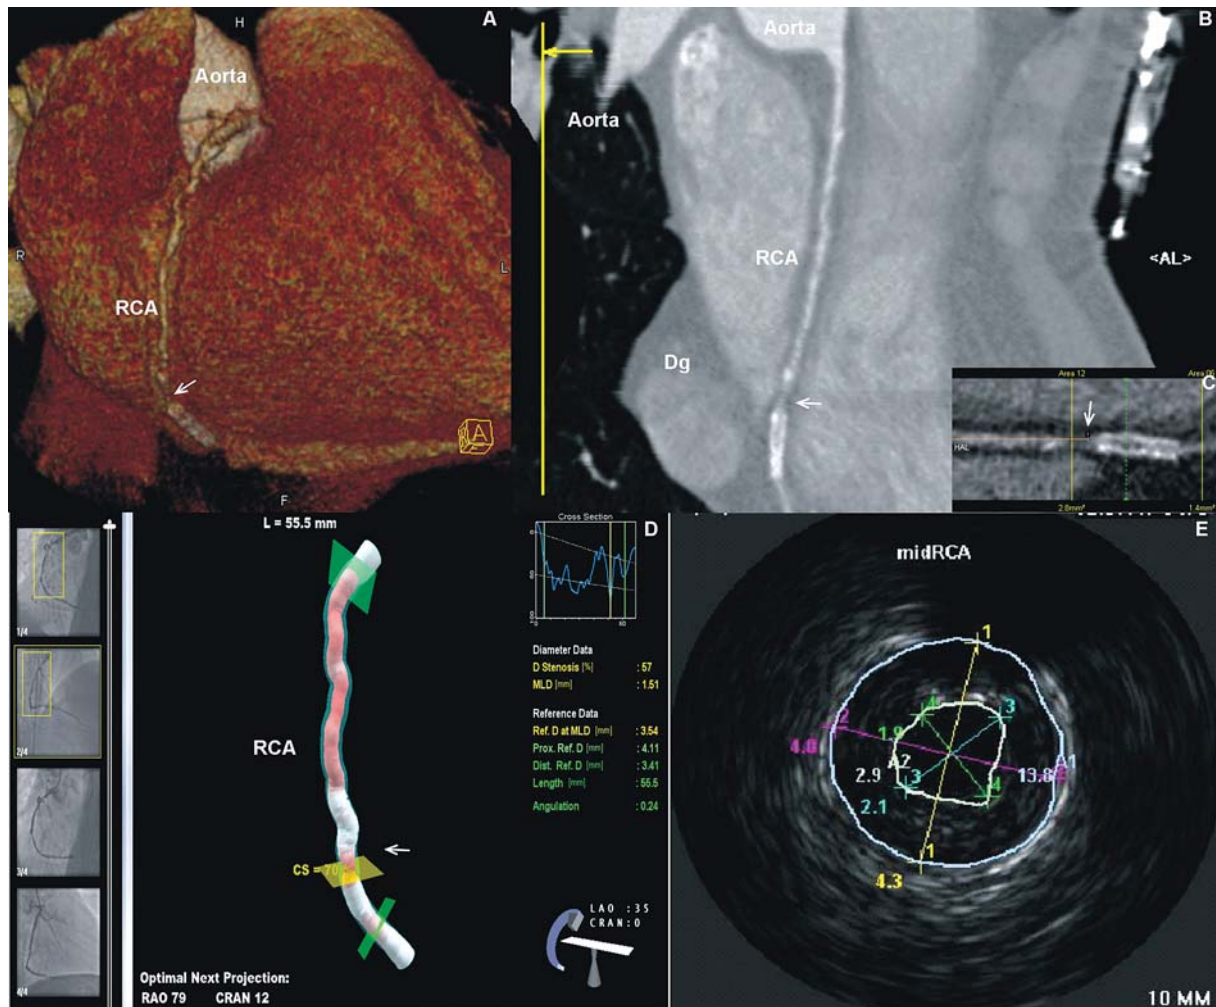 A
H
Aorta
R
L
RCA
A
F
B
Aorta
Aorta
RCA
<AL>
Dg
C
Area 12
HAL
2.8mm²
1.4mm²
D
L = 55.5 mm
Cross Section
1/4
2/4
3/4
4/4
RCA
Diameter Data
D Stenosis [%] : 57
MLD [mm] : 1.51
Reference Data
Ref. D at MLD [mm] : 3.54
Prox. Ref. D [mm] : 4.11
Dist. Ref. D [mm] : 3.41
Length [mm] : 55.5
Angulation : 0.24
CS = 70
LAO :35
CRAN:0
Optimal Next Projection:
RAO 79 CRAN 12
E
midRCA
1
2
4
3
4.0
1.9
A2
2.9
3
2.1
13.8
4
1
4.3
10 MM